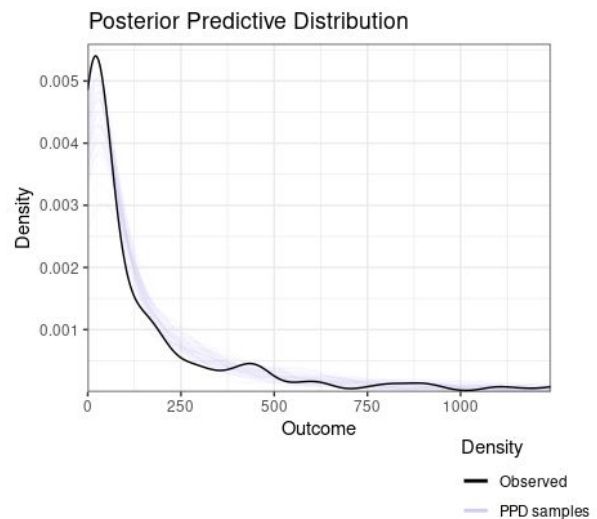 Posterior Predictive Distribution
0.005
0.004
0.003
0.002
0.001
Density
0 250 500 750 1000
Outcome
Density
Observed
PPD samples